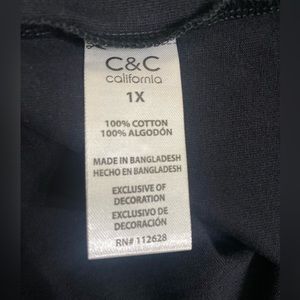 C&C
california
1X
100% COTTON
100% ALGODÓN
MADE IN BANGLADESH
HECHO EN BANGLADESH
EXCLUSIVE OF
DECORATION
EXCLUSIVO DE
DECORACIÓN
RN# 112628